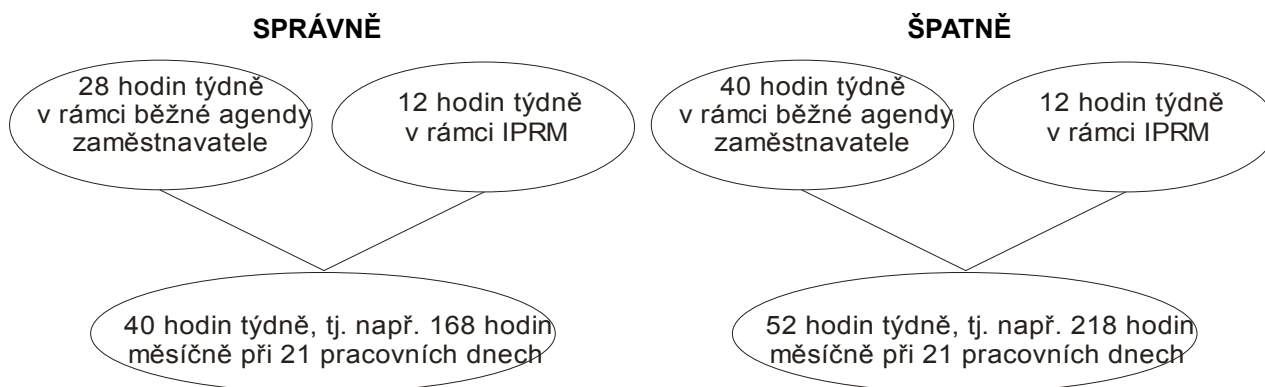 SPRÁVNĚ
28 hodin týdně
v rámci běžné agendy
zaměstnavatele
12 hodin týdně
v rámci IPRM
40 hodin týdně, tj. např. 168 hodin
měsíčně při 21 pracovních dnech
ŠPATNĚ
40 hodin týdně
v rámci běžné agendy
zaměstnavatele
12 hodin týdně
v rámci IPRM
52 hodin týdně, tj. např. 218 hodin
měsíčně při 21 pracovních dnech